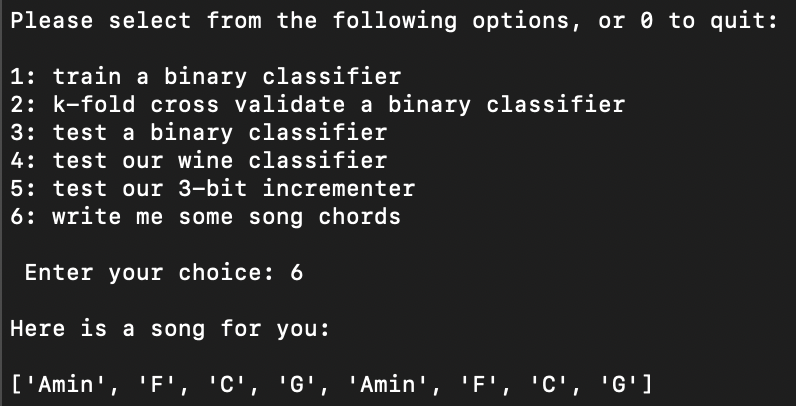 Please select from the following options, or 0 to quit:
1: train a binary classifier
2: k-fold cross validate a binary classifier
3: test a binary classifier
4: test our wine classifier
5: test our 3-bit incrementer
6: write me some song chords
Enter your choice: 6
Here is a song for you:
['Amin', 'F', 'C', 'G', 'Amin', 'F', 'C', 'G']